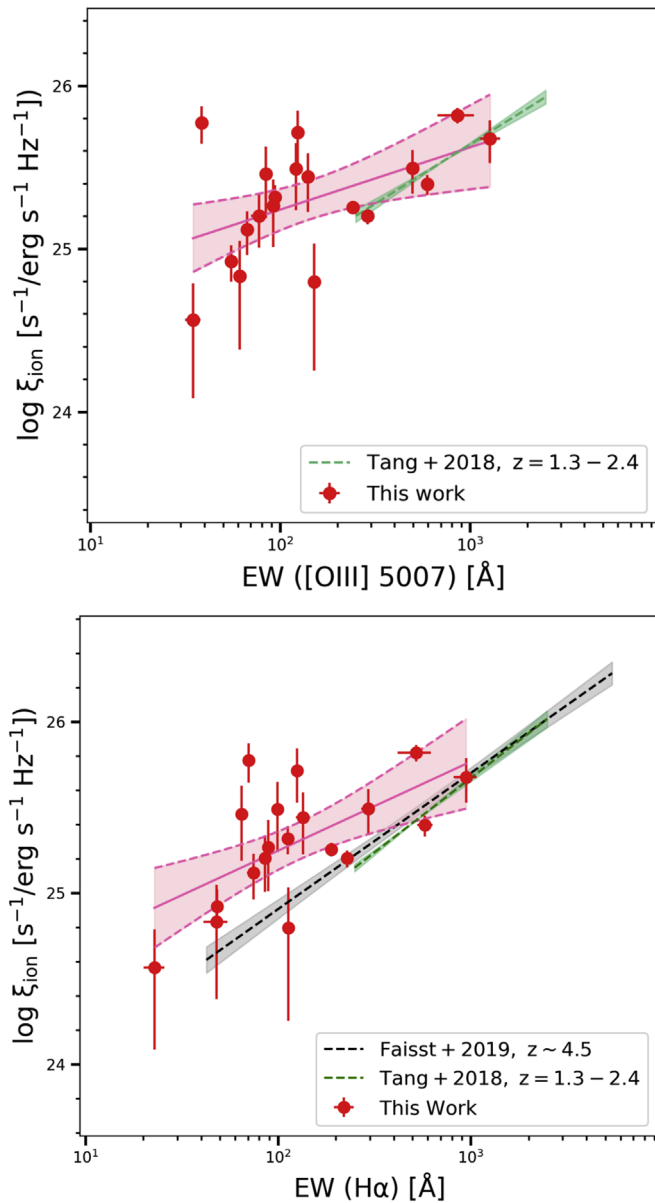 26
25
24
log ξion [s⁻¹/erg s⁻¹ Hz⁻¹])
Tang + 2018, z = 1.3 − 2.4
This work
10¹ 10² 10³
EW ([OIII] 5007) [Å]
26
25
24
log ξion [s⁻¹/erg s⁻¹ Hz⁻¹])
Faisst + 2019, z ∼ 4.5
Tang + 2018, z = 1.3 − 2.4
This Work
10¹ 10² 10³
EW (Hα) [Å]